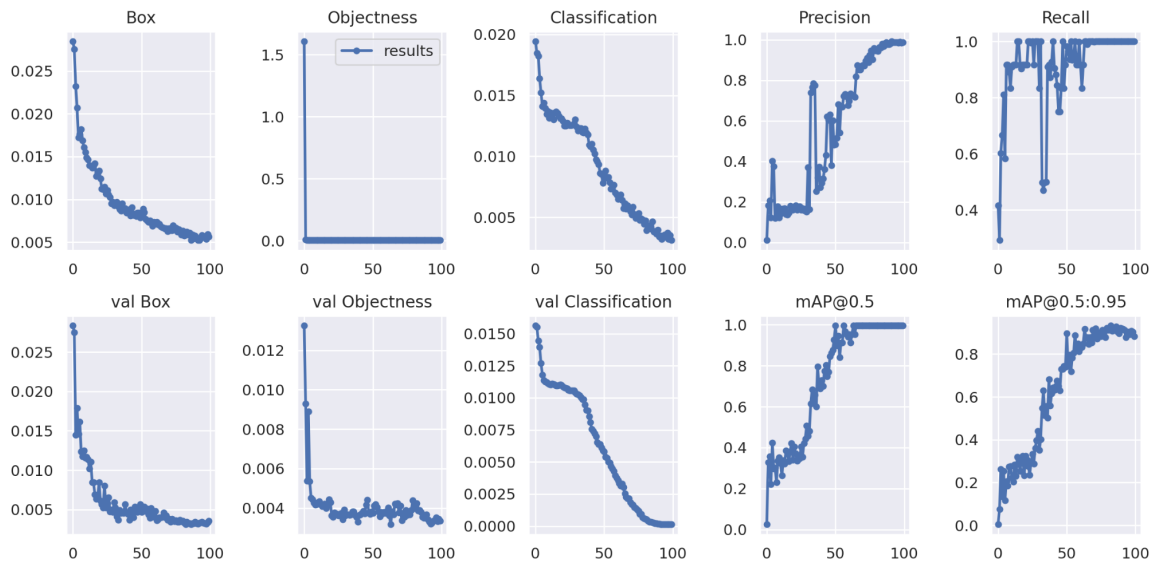 Box
Objectness
Classification
Precision
Recall
0.025
0.020
0.015
0.010
0.005
0 50 100
results
1.5
1.0
0.5
0.0
0 50 100
0.020
0.015
0.010
0.005
0 50 100
1.0
0.8
0.6
0.4
0.2
0.0
0 50 100
1.0
0.8
0.6
0.4
0 50 100
val Box
val Objectness
val Classification
mAP@0.5
mAP@0.5:0.95
0.025
0.020
0.015
0.010
0.005
0 50 100
0.012
0.010
0.008
0.006
0.004
0 50 100
0.0150
0.0125
0.0100
0.0075
0.0050
0.0025
0.0000
0 50 100
1.0
0.8
0.6
0.4
0.2
0.0
0 50 100
0.8
0.6
0.4
0.2
0.0
0 50 100